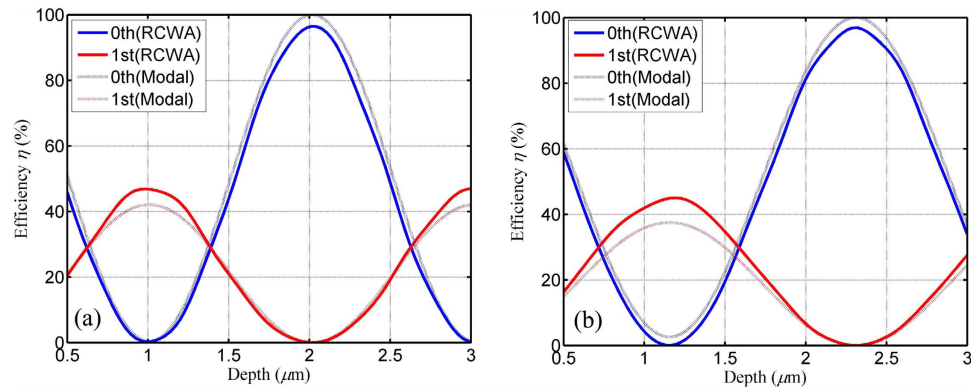 100
80
60
40
20
0
Efficiency η (%)
0th(RCWA)
1st(RCWA)
0th(Modal)
1st(Modal)
(a)
0.5 1 1.5 2 2.5 3
Depth (μm)
100
80
60
40
20
0
Efficiency η (%)
0th(RCWA)
1st(RCWA)
0th(Modal)
1st(Modal)
(b)
0.5 1 1.5 2 2.5 3
Depth (μm)